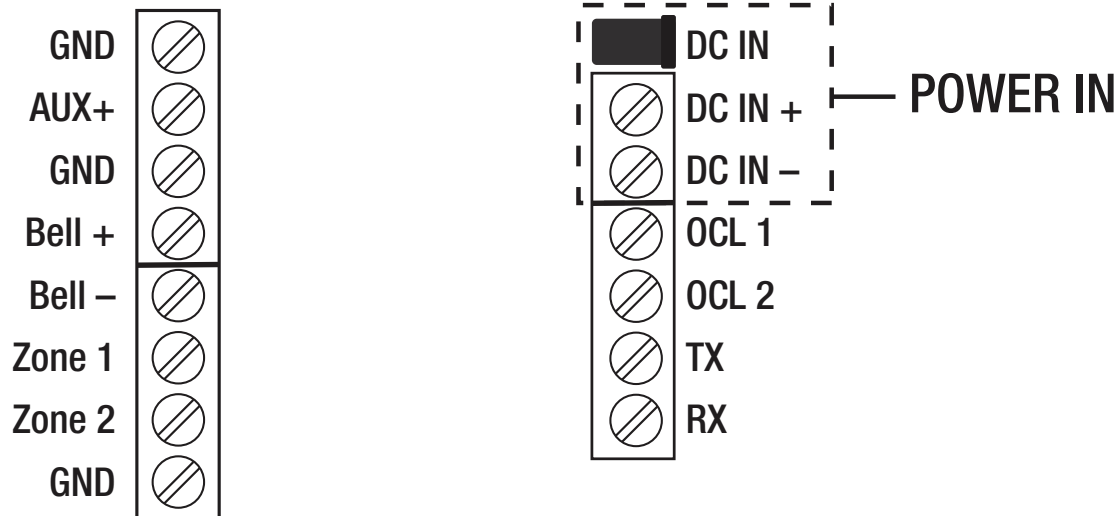 GND
AUX+
GND
Bell +
Bell –
Zone 1
Zone 2
GND
DC IN
DC IN +
DC IN –
OCL 1
OCL 2
TX
RX
POWER IN